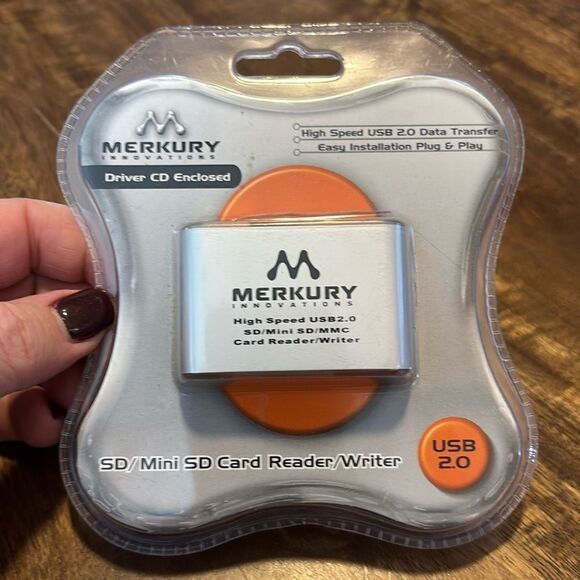 MERKURY
INNOVATIONS
Driver CD Enclosed
High Speed USB 2.0 Data Transfer
Easy Installation Plug & Play
MERKURY
INNOVATIONS
High Speed USB2.0
SD/Mini SD/MMC
Card Reader/Writer
SD/Mini SD Card Reader/Writer
USB
2.0